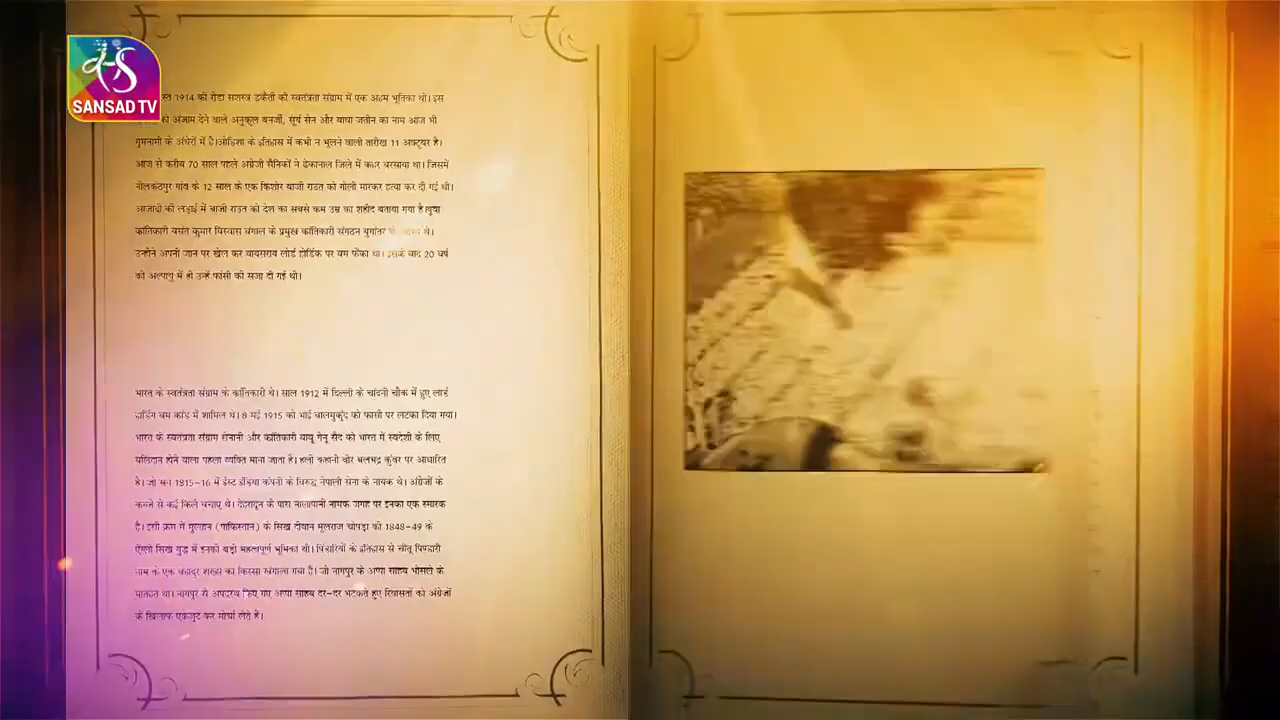 SANSAD TV
1914 की रोडा सशस्त्र डकैती की स्वतंत्रता संग्राम में एक अहम भूमिका थी। इस
को अंजाम देने वाले अनुकूल बनर्जी, सूर्य सेन और बाघा जतीन का नाम आज भी
गुमनामी के अंधेरों में है।ओडिशा के इतिहास में कभी न भूलने वाली तारीख 11 अक्टूबर है।
आज से करीब 70 साल पहले अंग्रेजी सैनिकों ने ढेंकानाल जिले में कहर बरसाया था। जिसमें
नीलकंठपुर गांव के 12 साल के एक किशोर बाजी राउत को गोली मारकर हत्या कर दी गई थी।
आजादी की लड़ाई में बाजी राउत को देश का सबसे कम उम्र का शहीद बताया गया है।युवा
क्रांतिकारी बसंत कुमार बिस्वास बंगाल के प्रमुख क्रांतिकारी संगठन युगांतर थे।
उन्होंने अपनी जान पर खेल कर वायसराय लॉर्ड होर्डिंक पर बम फेंका था। इसके बाद 20 वर्ष
की अल्पायु में ही उन्हें फांसी की सजा दी गई थी।
भारत के स्वतंत्रता संग्राम के क्रांतिकारी थे। साल 1912 में दिल्ली के चांदनी चौक में हुए लार्ड
हार्डिंग बम कांड में शामिल थे। 8 मई 1915 को भाई बालमुकुंद को फांसी पर लटका दिया गया।
भारत के स्वतंत्रता संग्राम सेनानी और क्रांतिकारी बाबू गेनू सैद को भारत में स्वदेशी के लिए
बलिदान होने वाला पहला व्यक्ति माना जाता है। कहानी वीर बलभद्र कुंवर पर आधारित
है। जो सन 1815-16 में ईस्ट इंडिया कंपनी के विरुद्ध नेपाली सेना के नायक थे। अंग्रेजों के
कब्जे से कई किले बचाए थे। देहरादून के पास नालापानी नामक जगह पर इनका एक स्मारक
है। इसी क्रम में मुल्तान (पाकिस्तान) के सिख दीवान मूलराज चोपड़ा की 1848-49 के
ऐंग्लो सिख युद्ध में इनकी बड़ी महत्वपूर्ण भूमिका थी। पिंडारियों के इतिहास से चीतू पिण्डारी
नाम के एक बहादुर शख्स का किस्सा खंगाला गया है। जो नागपुर के अप्पा साहब भोसले के
मातहत था। नागपुर से अपदस्थ किए गए अप्पा साहब दर-दर भटकते हुए रियासतों को अंग्रेजों
के खिलाफ एकजुट कर मोर्चा लेते हैं।